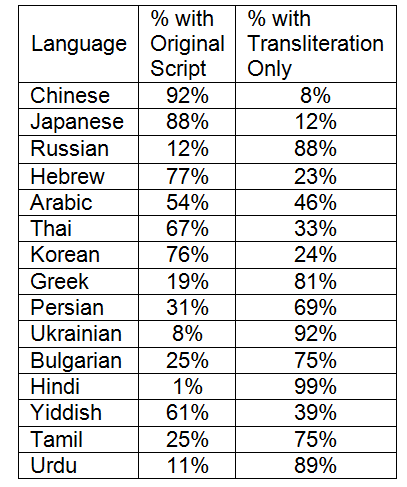 Language % with Original Script % with Transliteration Only
Chinese 92% 8%
Japanese 88% 12%
Russian 12% 88%
Hebrew 77% 23%
Arabic 54% 46%
Thai 67% 33%
Korean 76% 24%
Greek 19% 81%
Persian 31% 69%
Ukrainian 8% 92%
Bulgarian 25% 75%
Hindi 1% 99%
Yiddish 61% 39%
Tamil 25% 75%
Urdu 11% 89%